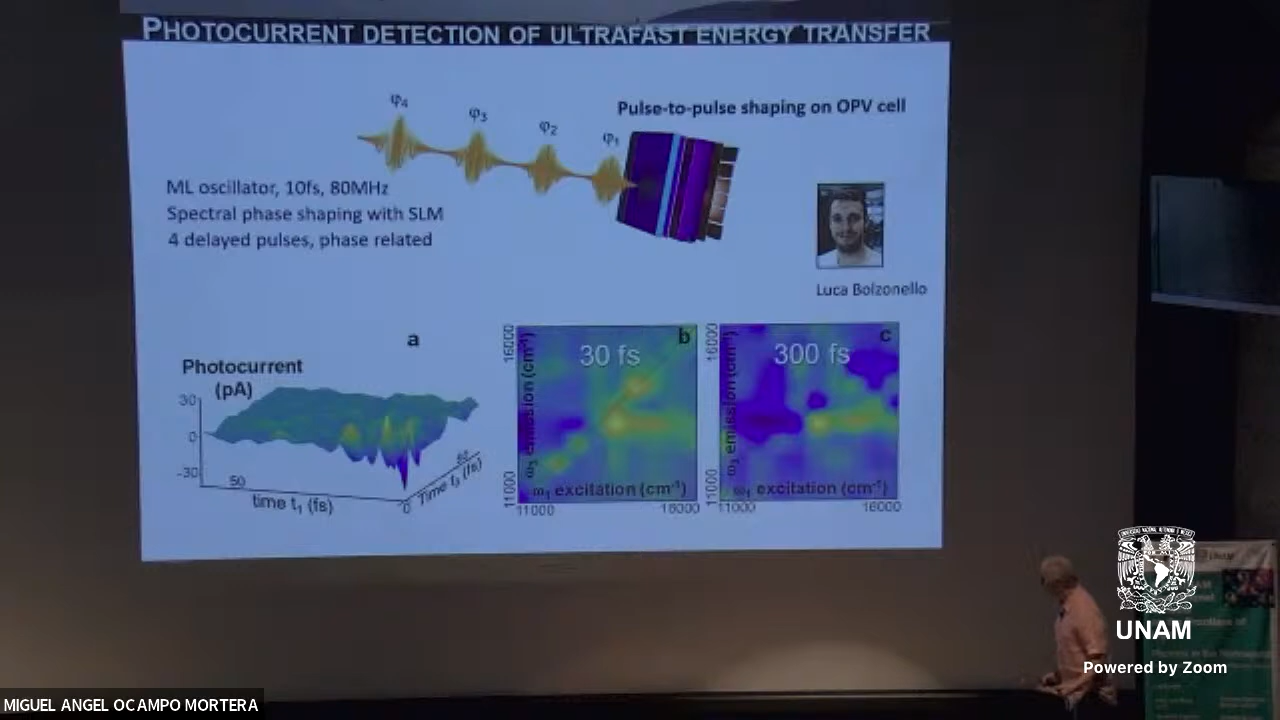 PHOTOCURRENT DETECTION OF ULTRAFAST ENERGY TRANSFER
φ4
φ3
φ2
φ1
Pulse-to-pulse shaping on OPV cell
ML oscillator, 10fs, 80MHz
Spectral phase shaping with SLM
4 delayed pulses, phase related
Luca Bolzonello
a
Photocurrent
(pA)
30
0
-30
50
time t1 (fs)
0
Time t3 (fs)
b
30 fs
16000
ω3 emission (cm-1)
11000
ω1 excitation (cm-1)
11000
16000
c
300 fs
16000
ω3 emission (cm-1)
11000
ω1 excitation (cm-1)
11000
16000
UNAM
Powered by Zoom
UNAM
MIGUEL ANGEL OCAMPO MORTERA